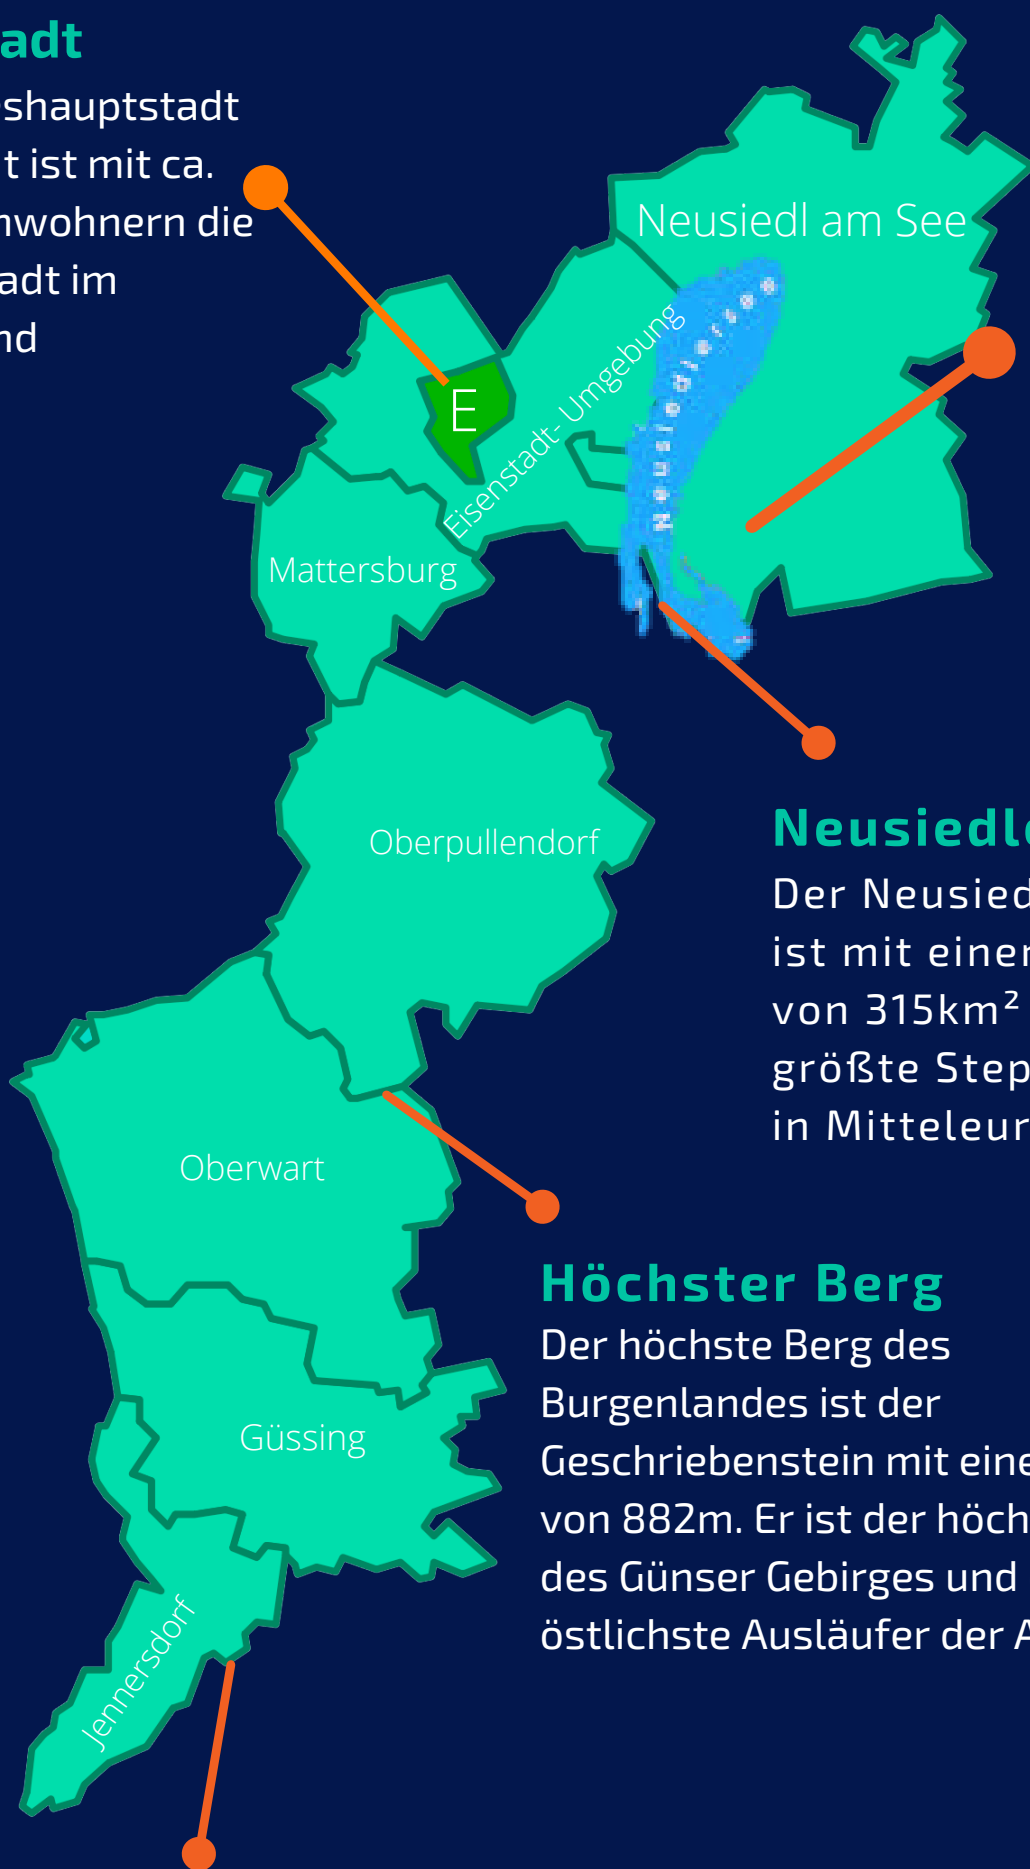 adt
shauptstadt
t ist mit ca.
nwohnern die
adt im
nd
Neusiedl am See
Neusiedlersee
Eisenstadt- Umgebung
E
Mattersburg
Oberpullendorf
Neusiedle
Der Neusied
ist mit einer
von 315km²
größte Step
in Mitteleur
Oberwart
Höchster Berg
Der höchste Berg des
Burgenlandes ist der
Geschriebenstein mit eine
von 882m. Er ist der höch
des Günser Gebirges und
östlichste Ausläufer der A
Güssing
Jennersdorf